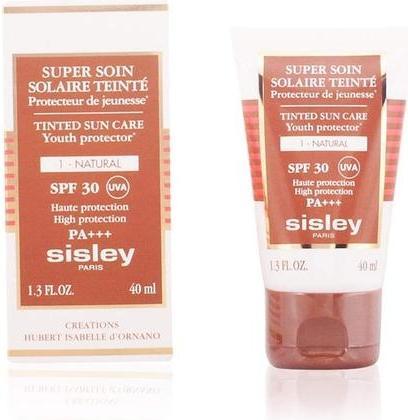 SUPER SOIN
SOLAIRE TEINTÉ
Protecteur de jeunesse*
TINTED SUN CARE
Youth protector*
1 - NATURAL
SPF 30 UVA
Haute protection
High protection
PA+++
sisley
PARIS
1.3 FL.OZ. 40 ml
CREATIONS
HUBERT ISABELLE d'ORNANO
SUPER SOIN
SOLAIRE TEINTÉ
Protecteur de jeunesse*
TINTED SUN CARE
Youth protector*
1 - NATURAL
SPF 30 UVA
Haute protection
High protection
PA+++
sisley
PARIS
1.3 FL.OZ. 40 ml